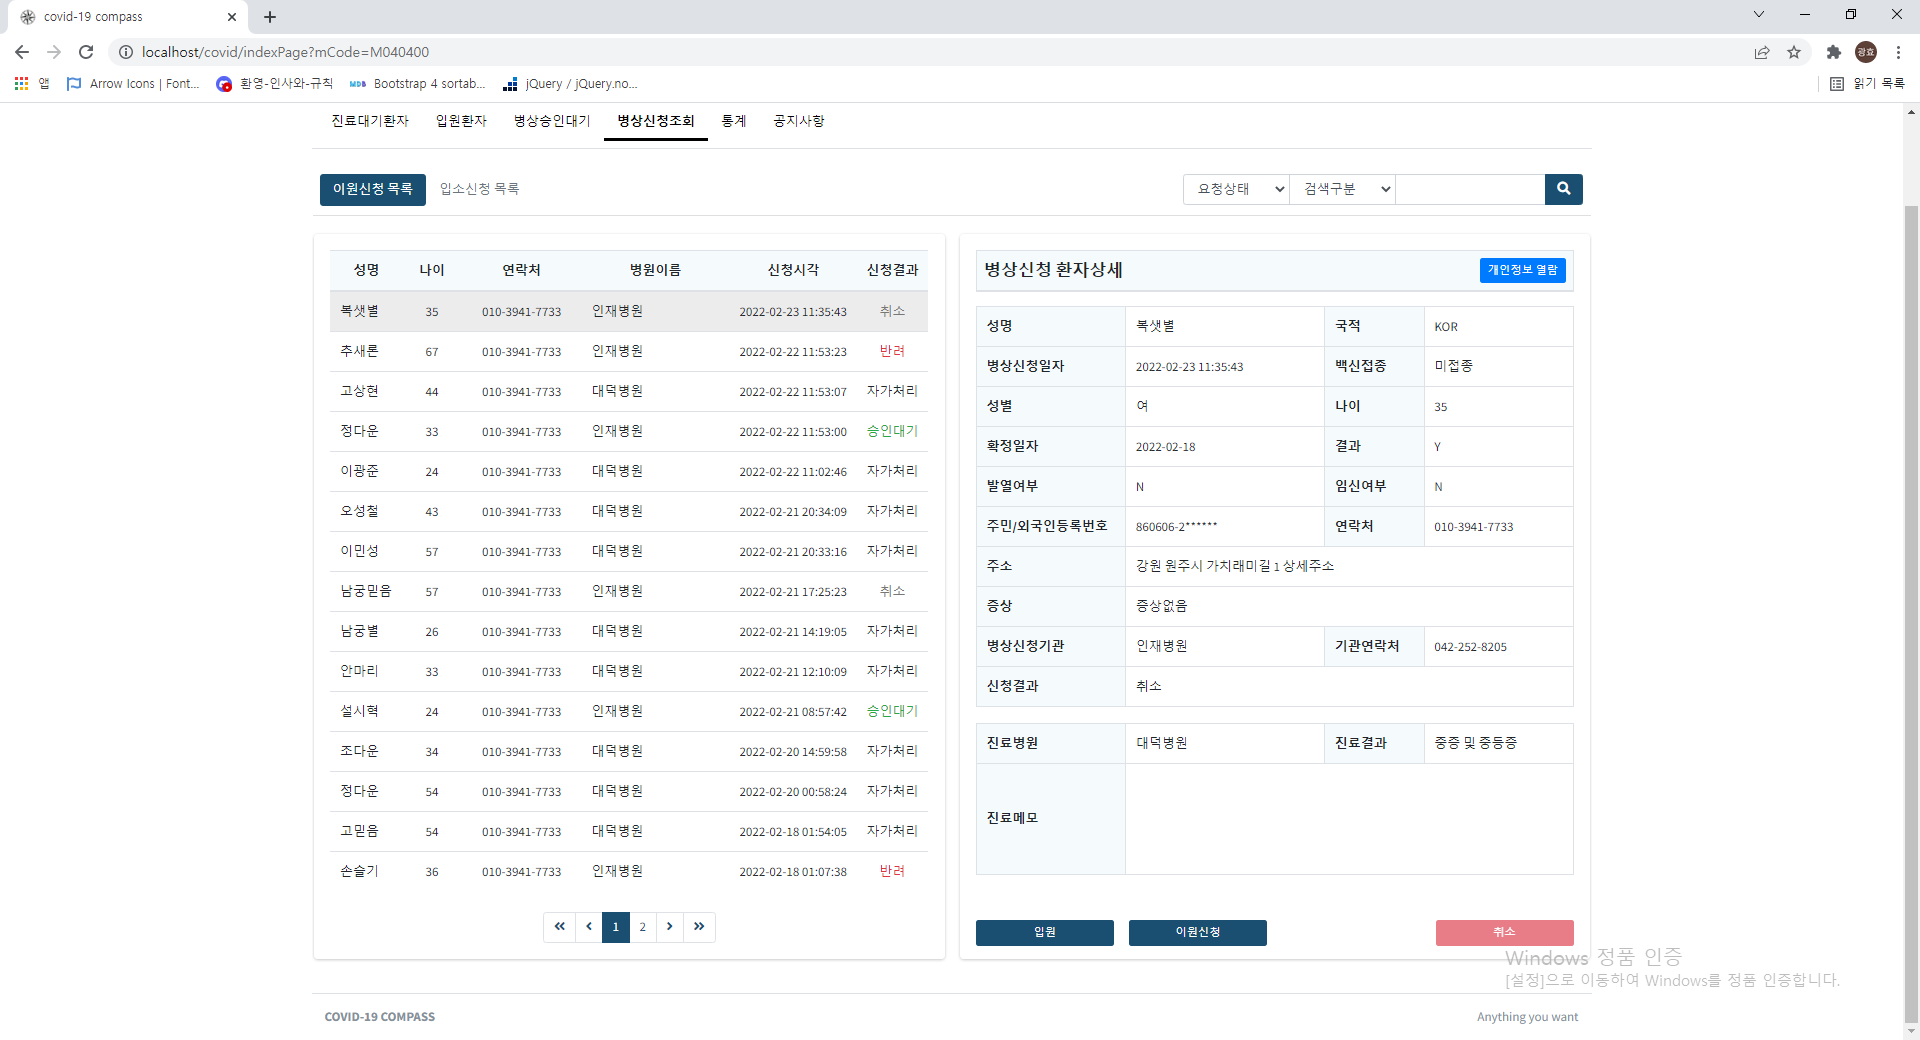 covid-19 compass
localhost/covid/indexPage?mCode=M040400
광효
앱 Arrow Icons | Font... 환영-인사와-규칙 MDB Bootstrap 4 sortab... jQuery / jQuery.no... 읽기 목록
진료대기환자 입원환자 병상승인대기 병상신청조회 통계 공지사항
이원신청 목록 입소신청 목록 요청상태 검색구분
성명 나이 연락처 병원이름 신청시각 신청결과
복샛별 35 010-3941-7733 인재병원 2022-02-23 11:35:43 취소
추새론 67 010-3941-7733 인재병원 2022-02-22 11:53:23 반려
고상현 44 010-3941-7733 대덕병원 2022-02-22 11:53:07 자가처리
정다운 33 010-3941-7733 인재병원 2022-02-22 11:53:00 승인대기
이광준 24 010-3941-7733 대덕병원 2022-02-22 11:02:46 자가처리
오성철 43 010-3941-7733 대덕병원 2022-02-21 20:34:09 자가처리
이민성 57 010-3941-7733 대덕병원 2022-02-21 20:33:16 자가처리
남궁믿음 57 010-3941-7733 인재병원 2022-02-21 17:25:23 취소
남궁별 26 010-3941-7733 대덕병원 2022-02-21 14:19:05 자가처리
안마리 33 010-3941-7733 대덕병원 2022-02-21 12:10:09 자가처리
설시혁 24 010-3941-7733 인재병원 2022-02-21 08:57:42 승인대기
조다운 34 010-3941-7733 대덕병원 2022-02-20 14:59:58 자가처리
정다운 54 010-3941-7733 대덕병원 2022-02-20 00:58:24 자가처리
고믿음 54 010-3941-7733 대덕병원 2022-02-18 01:54:05 자가처리
손슬기 36 010-3941-7733 인재병원 2022-02-18 01:07:38 반려
« ‹ 1 2 › »
병상신청 환자상세 개인정보 열람
성명 복샛별 국적 KOR
병상신청일자 2022-02-23 11:35:43 백신접종 미접종
성별 여 나이 35
확정일자 2022-02-18 결과 Y
발열여부 N 임신여부 N
주민/외국인등록번호 860606-2****** 연락처 010-3941-7733
주소 강원 원주시 가치래미길 1 상세주소
증상 증상없음
병상신청기관 인재병원 기관연락처 042-252-8205
신청결과 취소
진료병원 대덕병원 진료결과 중증 및 중등증
진료메모
입원 이원신청 취소
Windows 정품 인증
[설정]으로 이동하여 Windows를 정품 인증합니다.
COVID-19 COMPASS Anything you want